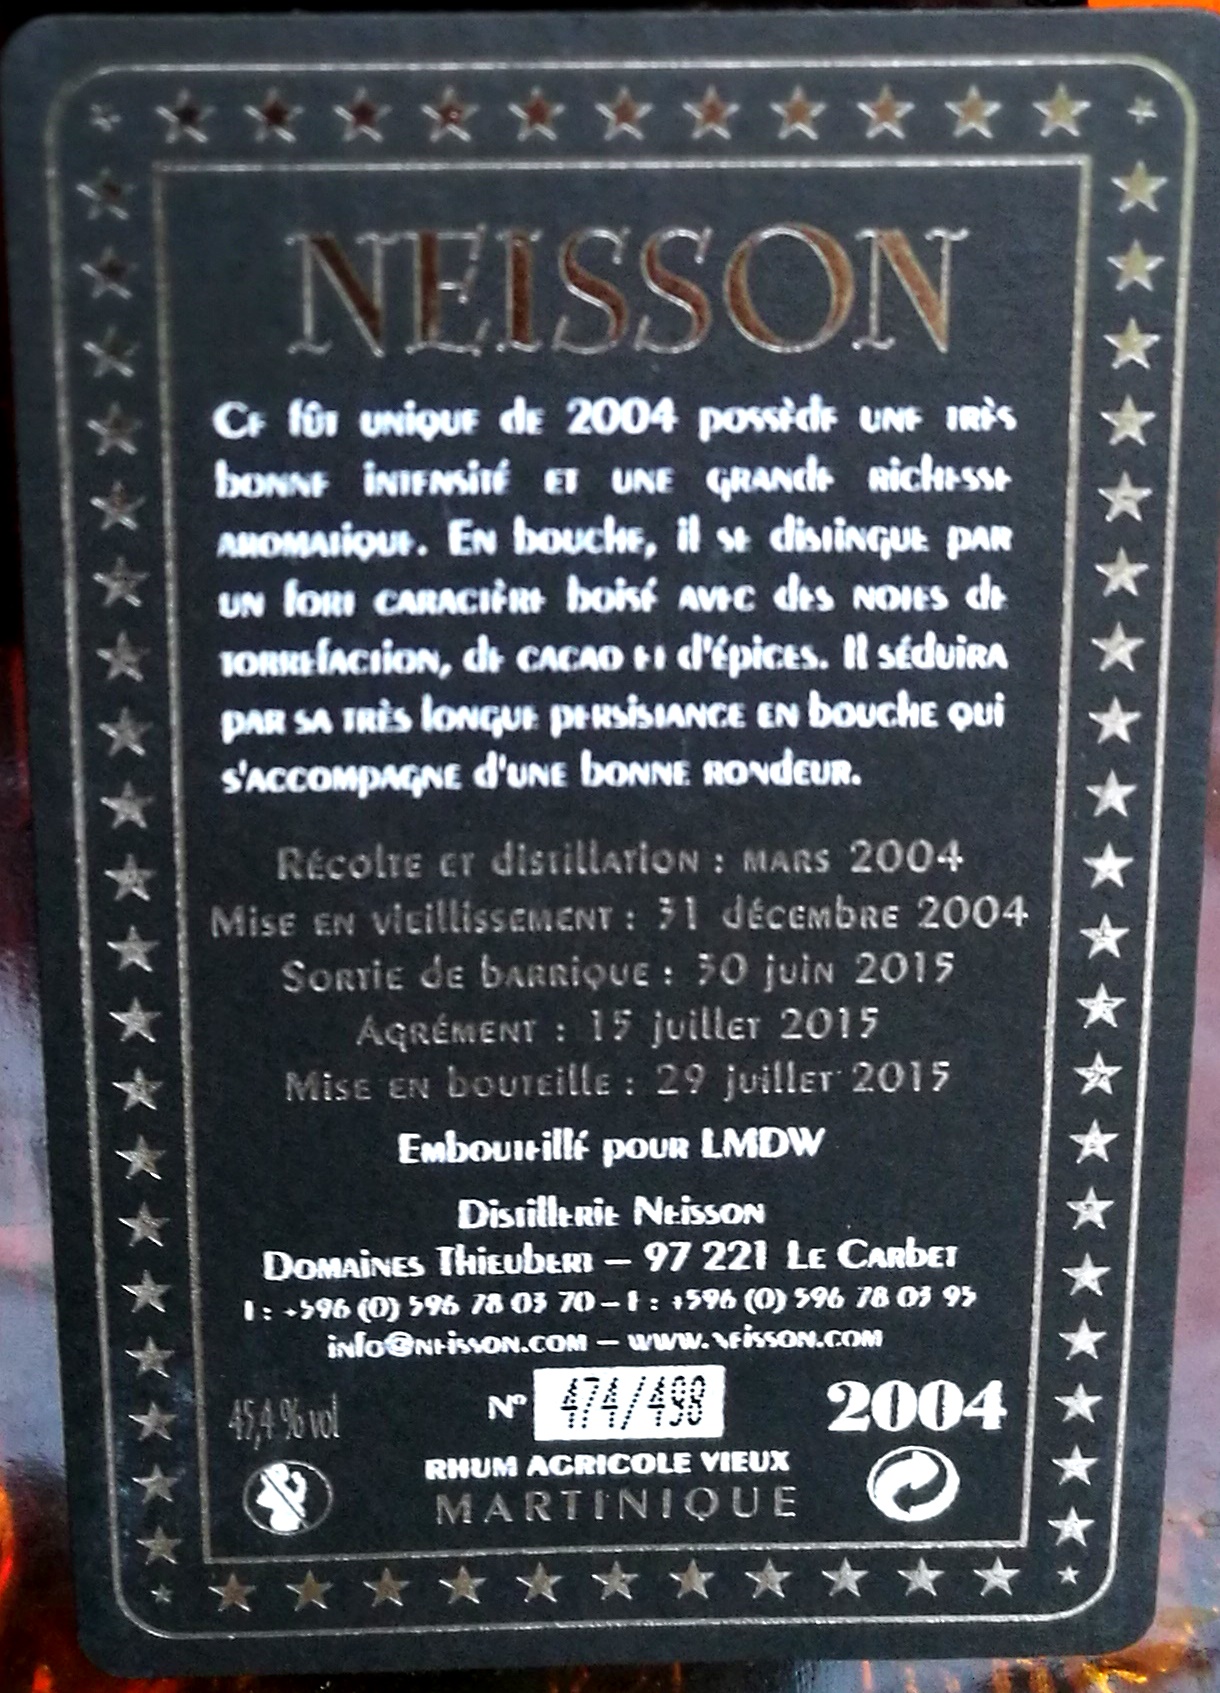 NEISSON
Ce fût unique de 2004 possède une très
bonne intensité et une grande richesse
aromatique. En bouche, il se distingue par
un fort caractère boisé avec des notes de
torréfaction, de cacao et d'épices. Il séduira
par sa très longue persistance en bouche qui
s'accompagne d'une bonne rondeur.
Récolte et distillation : mars 2004
Mise en vieillissement : 31 décembre 2004
Sortie de barrique : 30 juin 2015
Agrément : 15 juillet 2015
Mise en bouteille : 29 juillet 2015
Embouteillé pour LMDW
Distillerie Neisson
Domaines Thieubert – 97 221 Le Carbet
T : +596 (0) 596 78 03 70 – F : +596 (0) 596 78 03 95
info@neisson.com – www.neisson.com
45,4 % vol N° 474/498 2004
RHUM AGRICOLE VIEUX
MARTINIQUE